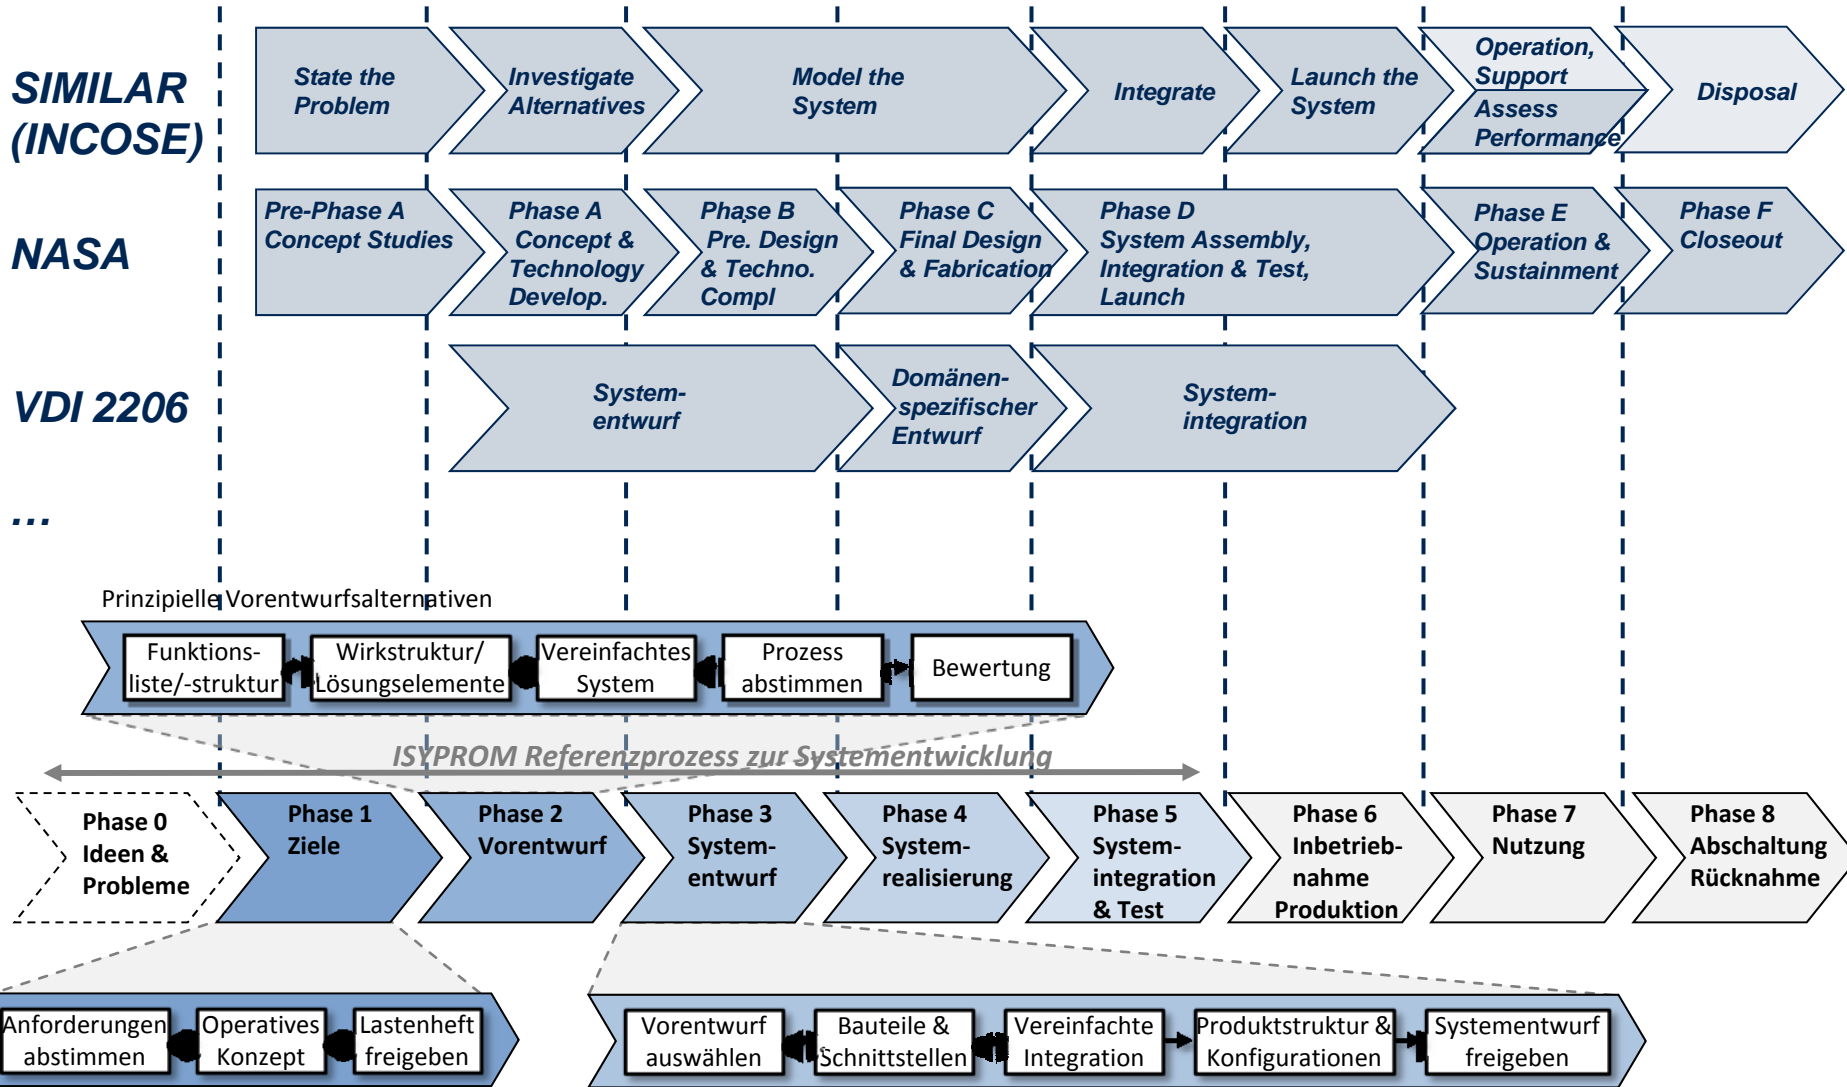 SIMILAR
(INCOSE)
State the
Problem
Investigate
Alternatives
Model the
System
Integrate
Launch the
System
Operation,
Support
Assess
Performance
Disposal
NASA
Pre-Phase A
Concept Studies
Phase A
Concept &
Technology
Develop.
Phase B
Pre. Design
& Techno.
Compl
Phase C
Final Design
& Fabrication
Phase D
System Assembly,
Integration & Test,
Launch
Phase E
Operation &
Sustainment
Phase F
Closeout
VDI 2206
System-
entwurf
Domänen-
spezifischer
Entwurf
System-
integration
...
Prinzipielle Vorentwurfsalternativen
Funktions-
liste/-struktur
Wirkstruktur/
Lösungselemente
Vereinfachtes
System
Prozess
abstimmen
Bewertung
ISYPROM Referenzprozess zur Systementwicklung
Phase 0
Ideen &
Probleme
Phase 1
Ziele
Phase 2
Vorentwurf
Phase 3
System-
entwurf
Phase 4
System-
realisierung
Phase 5
System-
integration
& Test
Phase 6
Inbetrieb-
nahme
Produktion
Phase 7
Nutzung
Phase 8
Abschaltung
Rücknahme
Anforderungen
abstimmen
Operatives
Konzept
Lastenheft
freigeben
Vorentwurf
auswählen
Bauteile &
Schnittstellen
Vereinfachte
Integration
Produktstruktur &
Konfigurationen
Systementwurf
freigeben